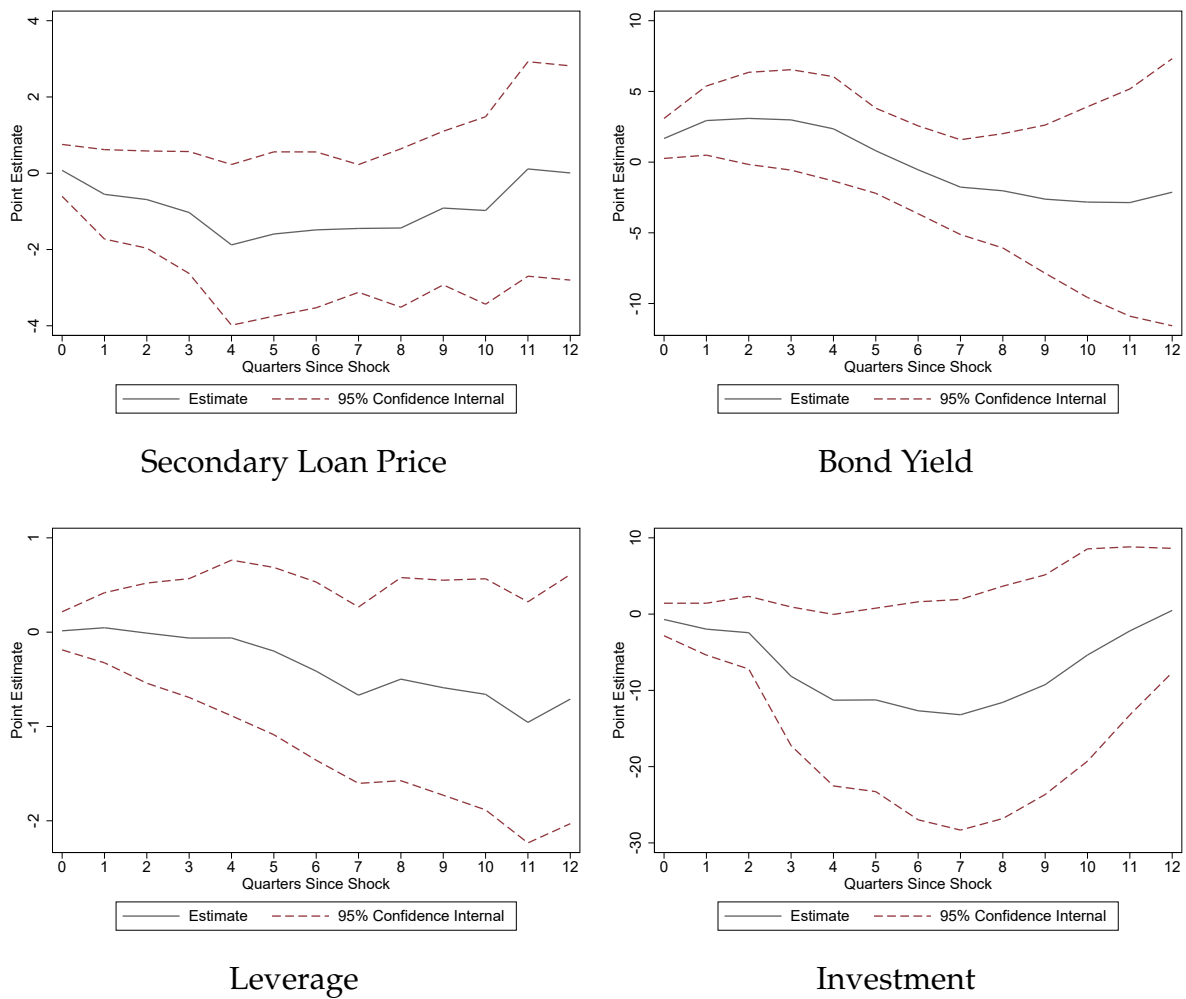 4
2
0
-2
-4
Point Estimate
0 1 2 3 4 5 6 7 8 9 10 11 12
Quarters Since Shock
Estimate 95% Confidence Internal
Secondary Loan Price
10
5
0
-5
-10
Point Estimate
0 1 2 3 4 5 6 7 8 9 10 11 12
Quarters Since Shock
Estimate 95% Confidence Internal
Bond Yield
1
0
-1
-2
Point Estimate
0 1 2 3 4 5 6 7 8 9 10 11 12
Quarters Since Shock
Estimate 95% Confidence Internal
Leverage
10
0
-10
-20
-30
Point Estimate
0 1 2 3 4 5 6 7 8 9 10 11 12
Quarters Since Shock
Estimate 95% Confidence Internal
Investment